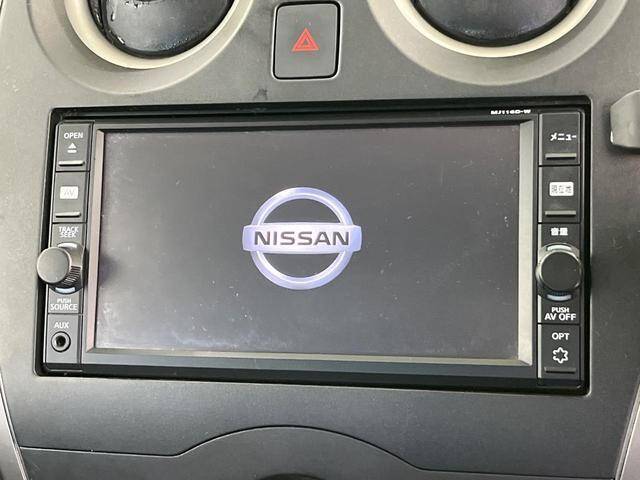 MJ116D-W
OPEN
AV
TRACK
SEEK
PUSH
SOURCE
AUX
NISSAN
メニュー
現在地
音量
PUSH
AV OFF
OPT